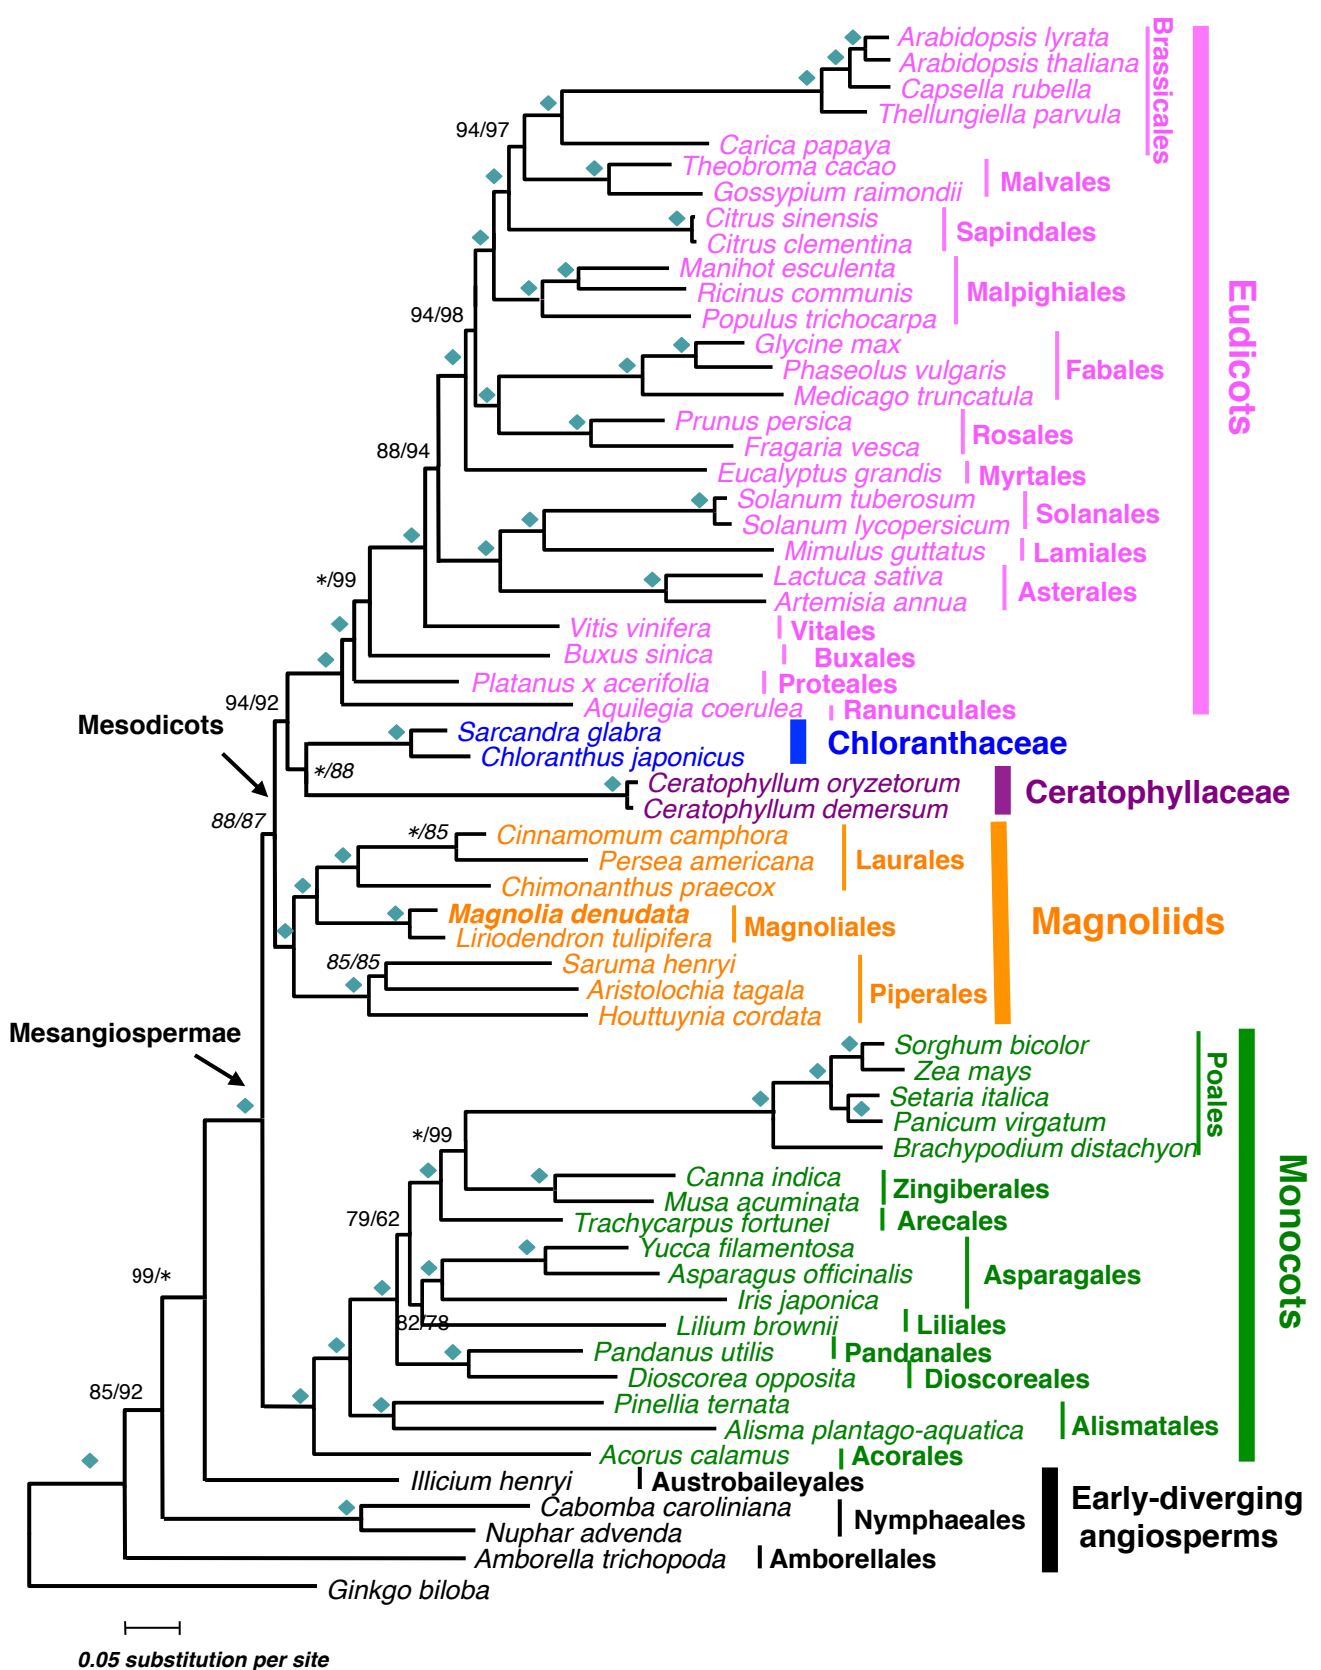 Arabidopsis lyrata
Arabidopsis thaliana
Capsella rubella
Thellungiella parvula
Brassicales
94/97
Carica papaya
Theobroma cacao
Gossypium raimondii
Malvales
Citrus sinensis
Citrus clementina
Sapindales
Manihot esculenta
Ricinus communis
Populus trichocarpa
Malpighiales
94/98
Glycine max
Phaseolus vulgaris
Medicago truncatula
Fabales
Eudicots
Prunus persica
Fragaria vesca
Rosales
88/94
Eucalyptus grandis
Myrtales
Solanum tuberosum
Solanum lycopersicum
Solanales
Mimulus guttatus
Lamiales
Lactuca sativa
Artemisia annua
Asterales
*/99
Vitis vinifera
Vitales
Buxus sinica
Buxales
Platanus x acerifolia
Proteales
Aquilegia coerulea
Ranunculales
94/92
Mesodicots
Sarcandra glabra
Chloranthus japonicus
Chloranthaceae
*/88
Ceratophyllum oryzetorum
Ceratophyllum demersum
Ceratophyllaceae
88/87
*/85
Cinnamomum camphora
Persea americana
Chimonanthus praecox
Laurales
Magnolia denudata
Liriodendron tulipifera
Magnoliales
Magnoliids
85/85
Saruma henryi
Aristolochia tagala
Houttuynia cordata
Piperales
Mesangiospermae
Sorghum bicolor
Zea mays
Setaria italica
Panicum virgatum
Brachypodium distachyon
Poales
*/99
Canna indica
Musa acuminata
Zingiberales
Trachycarpus fortunei
Arecales
79/62
Yucca filamentosa
Asparagus officinalis
Iris japonica
Asparagales
Monocots
82/78
Lilium brownii
Liliales
Pandanus utilis
Pandanales
Dioscorea opposita
Dioscoreales
Pinellia ternata
Alisma plantago-aquatica
Alismatales
Acorus calamus
Acorales
99/*
85/92
Illicium henryi
Austrobaileyales
Cabomba caroliniana
Nuphar advenda
Nymphaeales
Early-diverging
angiosperms
Amborella trichopoda
Amborellales
Ginkgo biloba
0.05 substitution per site